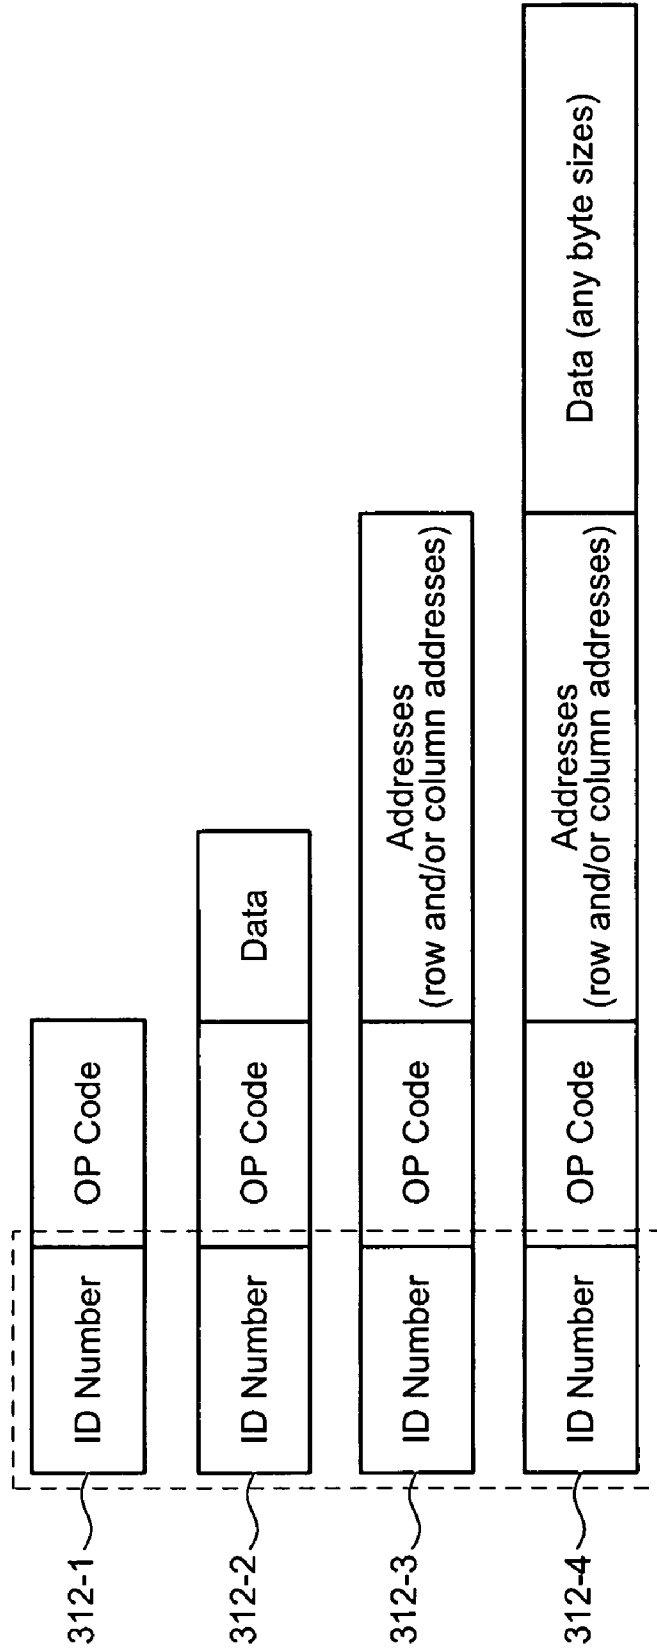 312-1
ID Number
OP Code
312-2
ID Number
OP Code
Data
312-3
ID Number
OP Code
Addresses
(row and/or column addresses)
312-4
ID Number
OP Code
Addresses
(row and/or column addresses)
Data (any byte sizes)